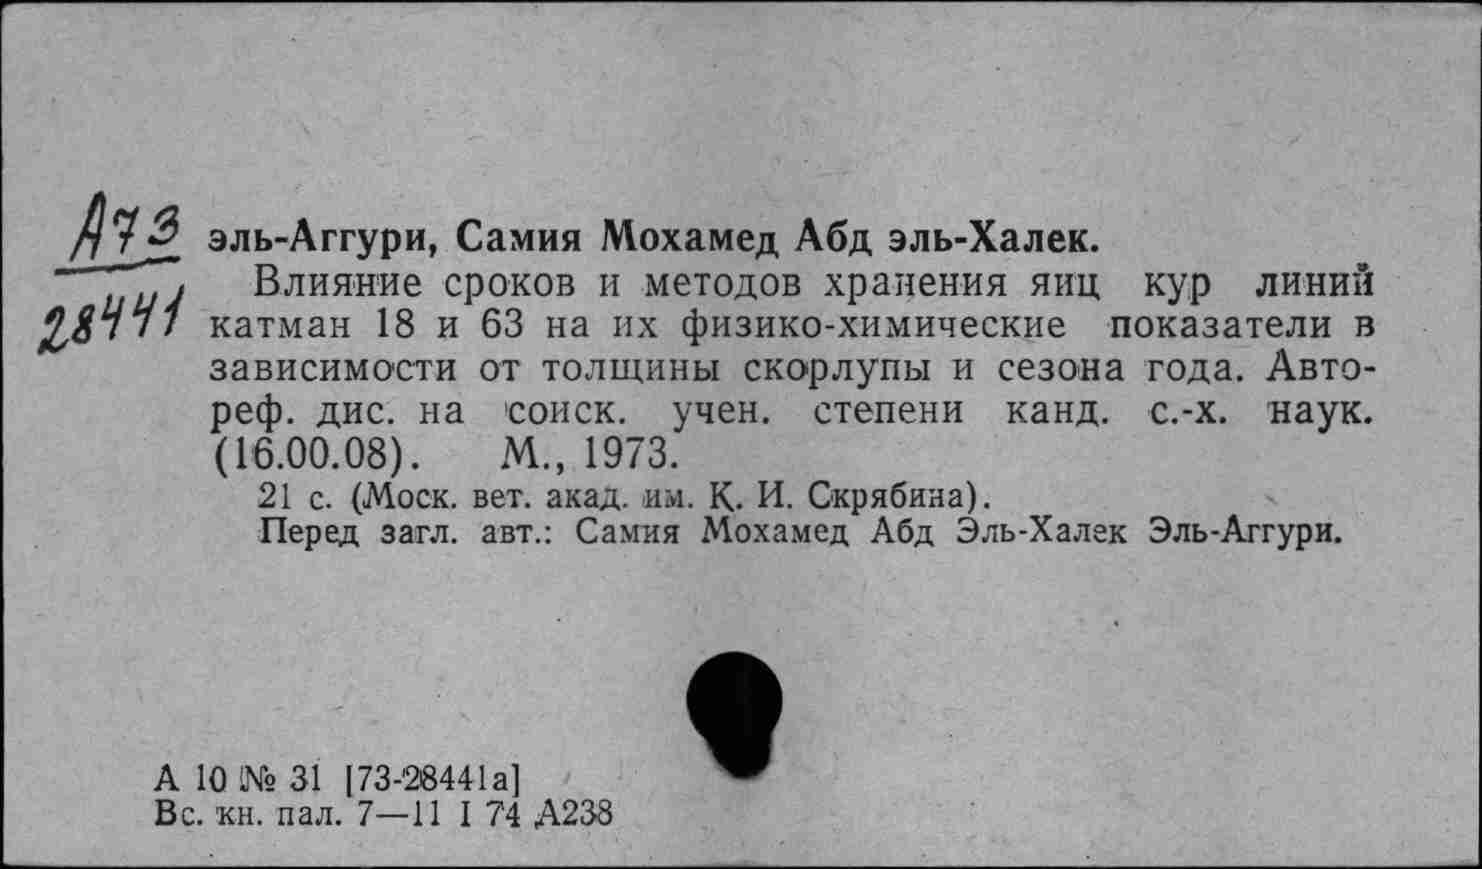 А73
28441
эль-Аггури, Самия Мохамед Абд эль-Халек.
Влияние сроков и методов хранения яиц кур линий
катман 18 и 63 на их физико-химические показатели в
зависимости от толщины скорлупы и сезона года. Авто-
реф. дис. на соиск. учен. степени канд. с.-х. наук.
(16.00.08). М., 1973.
21 с. (Моск. вет. акад. им. К. И. Скрябина).
Перед загл. авт.: Самия Мохамед Абд Эль-Халек Эль-Аггури.
А 10 № 31 [73-28441а]
Вс. кн. пал. 7—11 I 74 А238